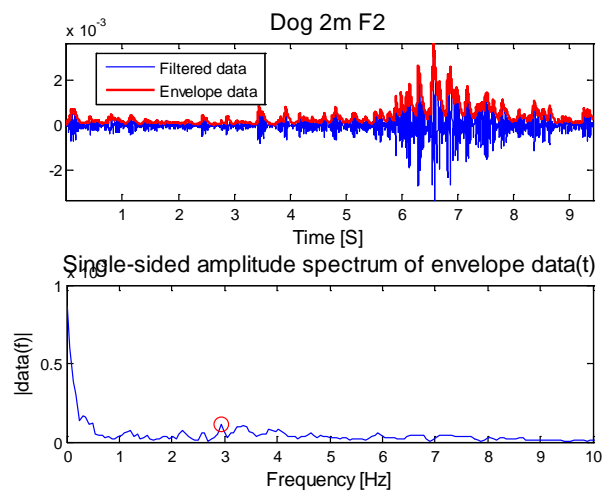 Dog 2m F2
x 10⁻³
2
0
-2
Filtered data
Envelope data
1 2 3 4 5 6 7 8 9
Time [S]
Single-sided amplitude spectrum of envelope data(t)
1
0.5
0
|data(f)|
0 1 2 3 4 5 6 7 8 9 10
Frequency [Hz]